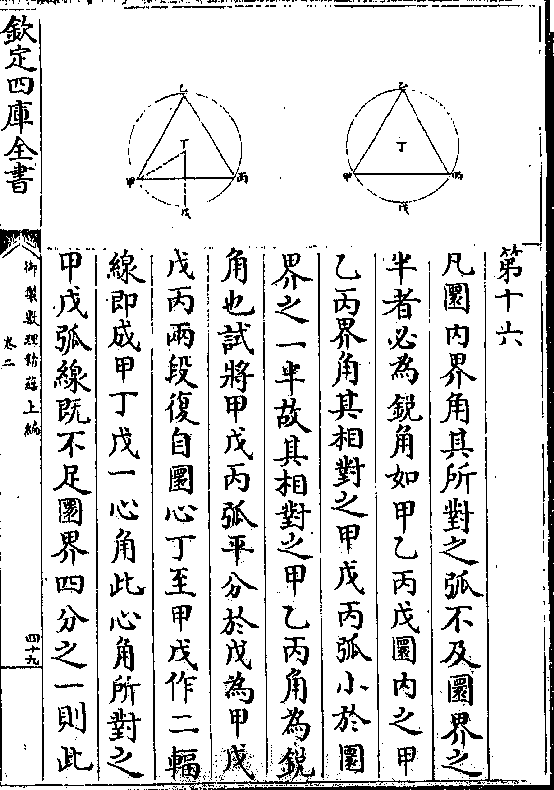 第十六
凡圜内界角其所對之弧不及圜界之
半者必為鋭角如甲乙丙戊圜内之甲
乙丙界角其相對之甲戊丙弧小於圜
界之一半故其相對之甲乙丙角為鋭
角也試將甲戊丙弧平分於戊為甲戊
戊丙兩段復自圜心丁至甲戊作二輻
線即成甲丁戊一心角此心角所對之
甲戊弧線既不足圜界四分之一則此
乙
丁
甲
丙
戊
乙
丁
甲
丙
戊
欽定四庫全書
御製數理精蘊上編
卷二
四十九